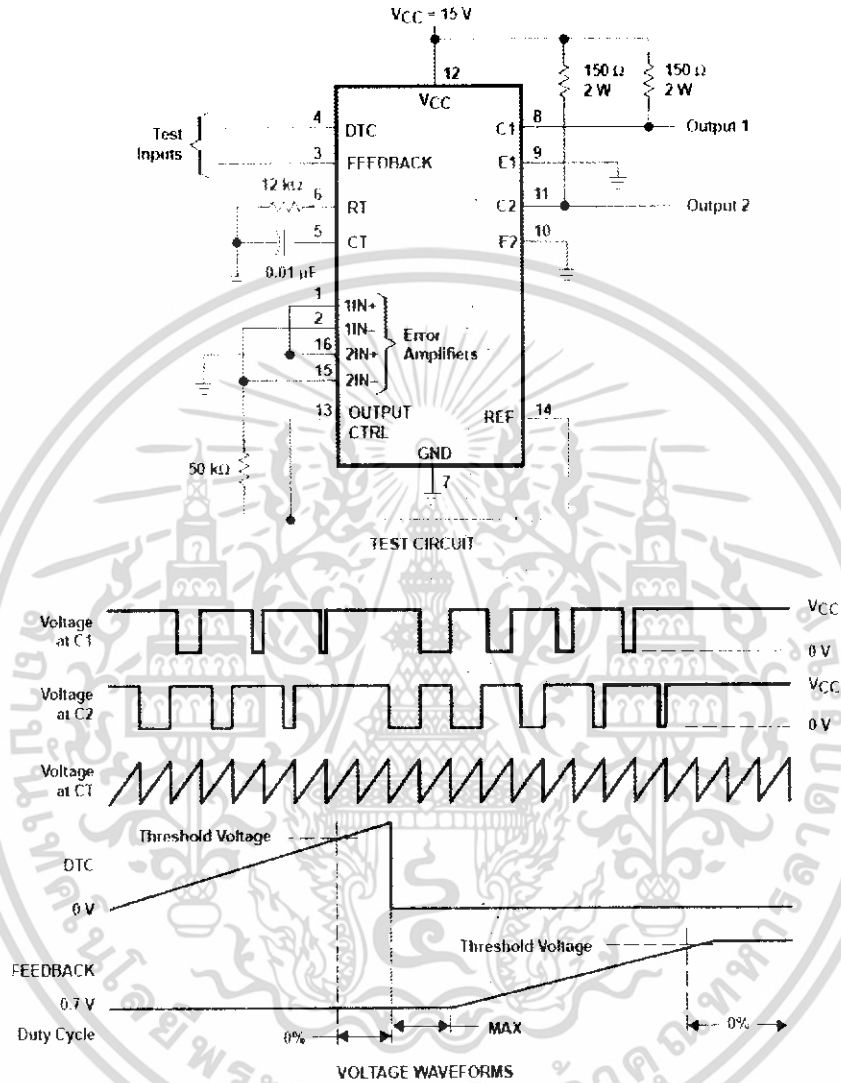 VCC = 15 V
12
VCC
150 Ω
2 W
150 Ω
2 W
Test
Inputs
4
DTC
C1
8
Output 1
3
FEEDBACK
E1
9
12 kΩ
6
RT
C2
11
Output 2
5
CT
E2
10
0.01 µF
1
1IN+
2
1IN−
16
2IN+
15
2IN−
Error
Amplifiers
13
OUTPUT
CTRL
REF
14
50 kΩ
GND
7
TEST CIRCUIT
Voltage
at C1
VCC
0 V
Voltage
at C2
VCC
0 V
Voltage
at CT
Threshold Voltage
DTC
0 V
Threshold Voltage
FEEDBACK
0.7 V
Duty Cycle
0%
MAX
0%
VOLTAGE WAVEFORMS